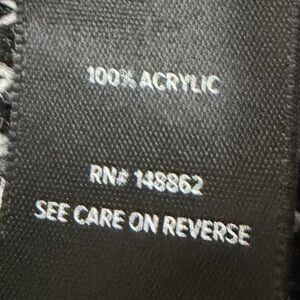 100% ACRYLIC
RN# 148862
SEE CARE ON REVERSE